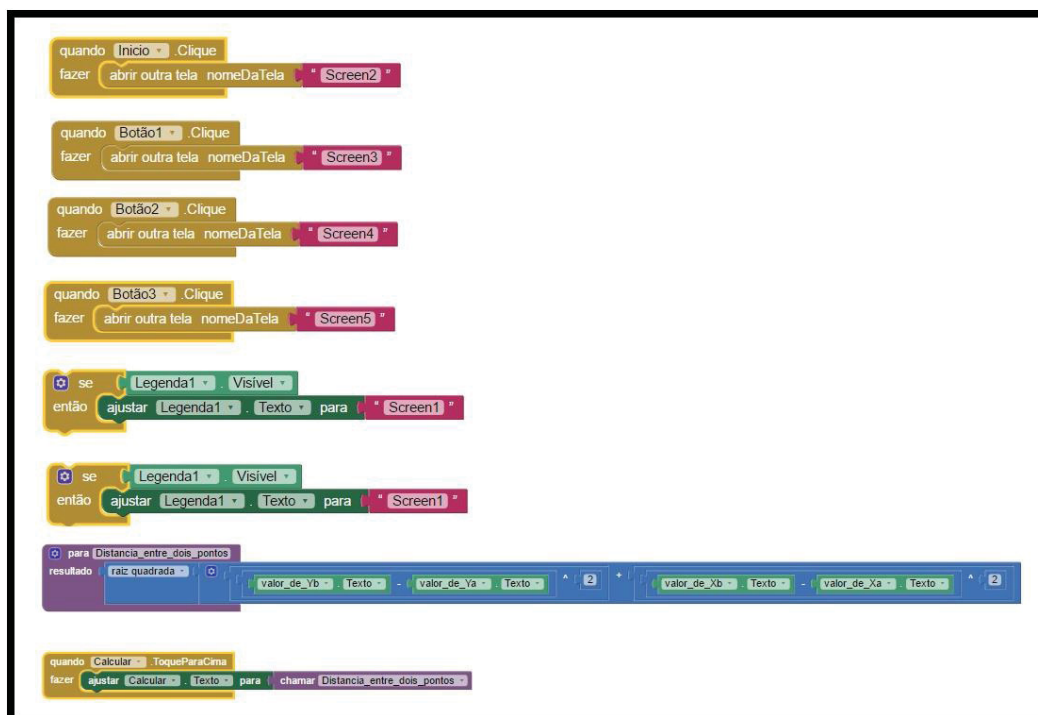 quando Inicio .Clique
fazer abrir outra tela nomeDaTela " Screen2 "
quando Botão1 .Clique
fazer abrir outra tela nomeDaTela " Screen3 "
quando Botão2 .Clique
fazer abrir outra tela nomeDaTela " Screen4 "
quando Botão3 .Clique
fazer abrir outra tela nomeDaTela " Screen5 "
se Legenda1 . Visível
então ajustar Legenda1 . Texto para " Screen1 "
se Legenda1 . Visível
então ajustar Legenda1 . Texto para " Screen1 "
para Distancia_entre_dois_pontos
resultado raiz quadrada valor_de_Yb . Texto - valor_de_Ya . Texto ^ 2 + valor_de_Xb . Texto - valor_de_Xa . Texto ^ 2
quando Calcular .ToqueParaCima
fazer ajustar Calcular . Texto para chamar Distancia_entre_dois_pontos